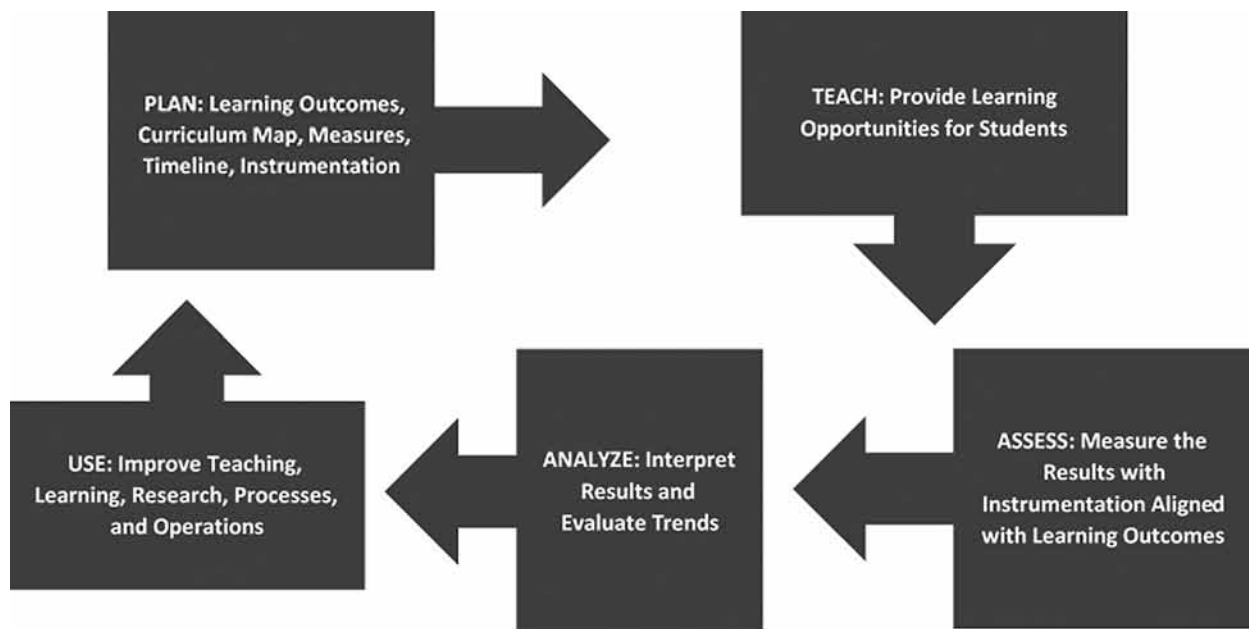 PLAN: Learning Outcomes,
Curriculum Map, Measures,
Timeline, Instrumentation
TEACH: Provide Learning
Opportunities for Students
ASSESS: Measure the
Results with
Instrumentation Aligned
with Learning Outcomes
ANALYZE: Interpret
Results and
Evaluate Trends
USE: Improve Teaching,
Learning, Research, Processes,
and Operations